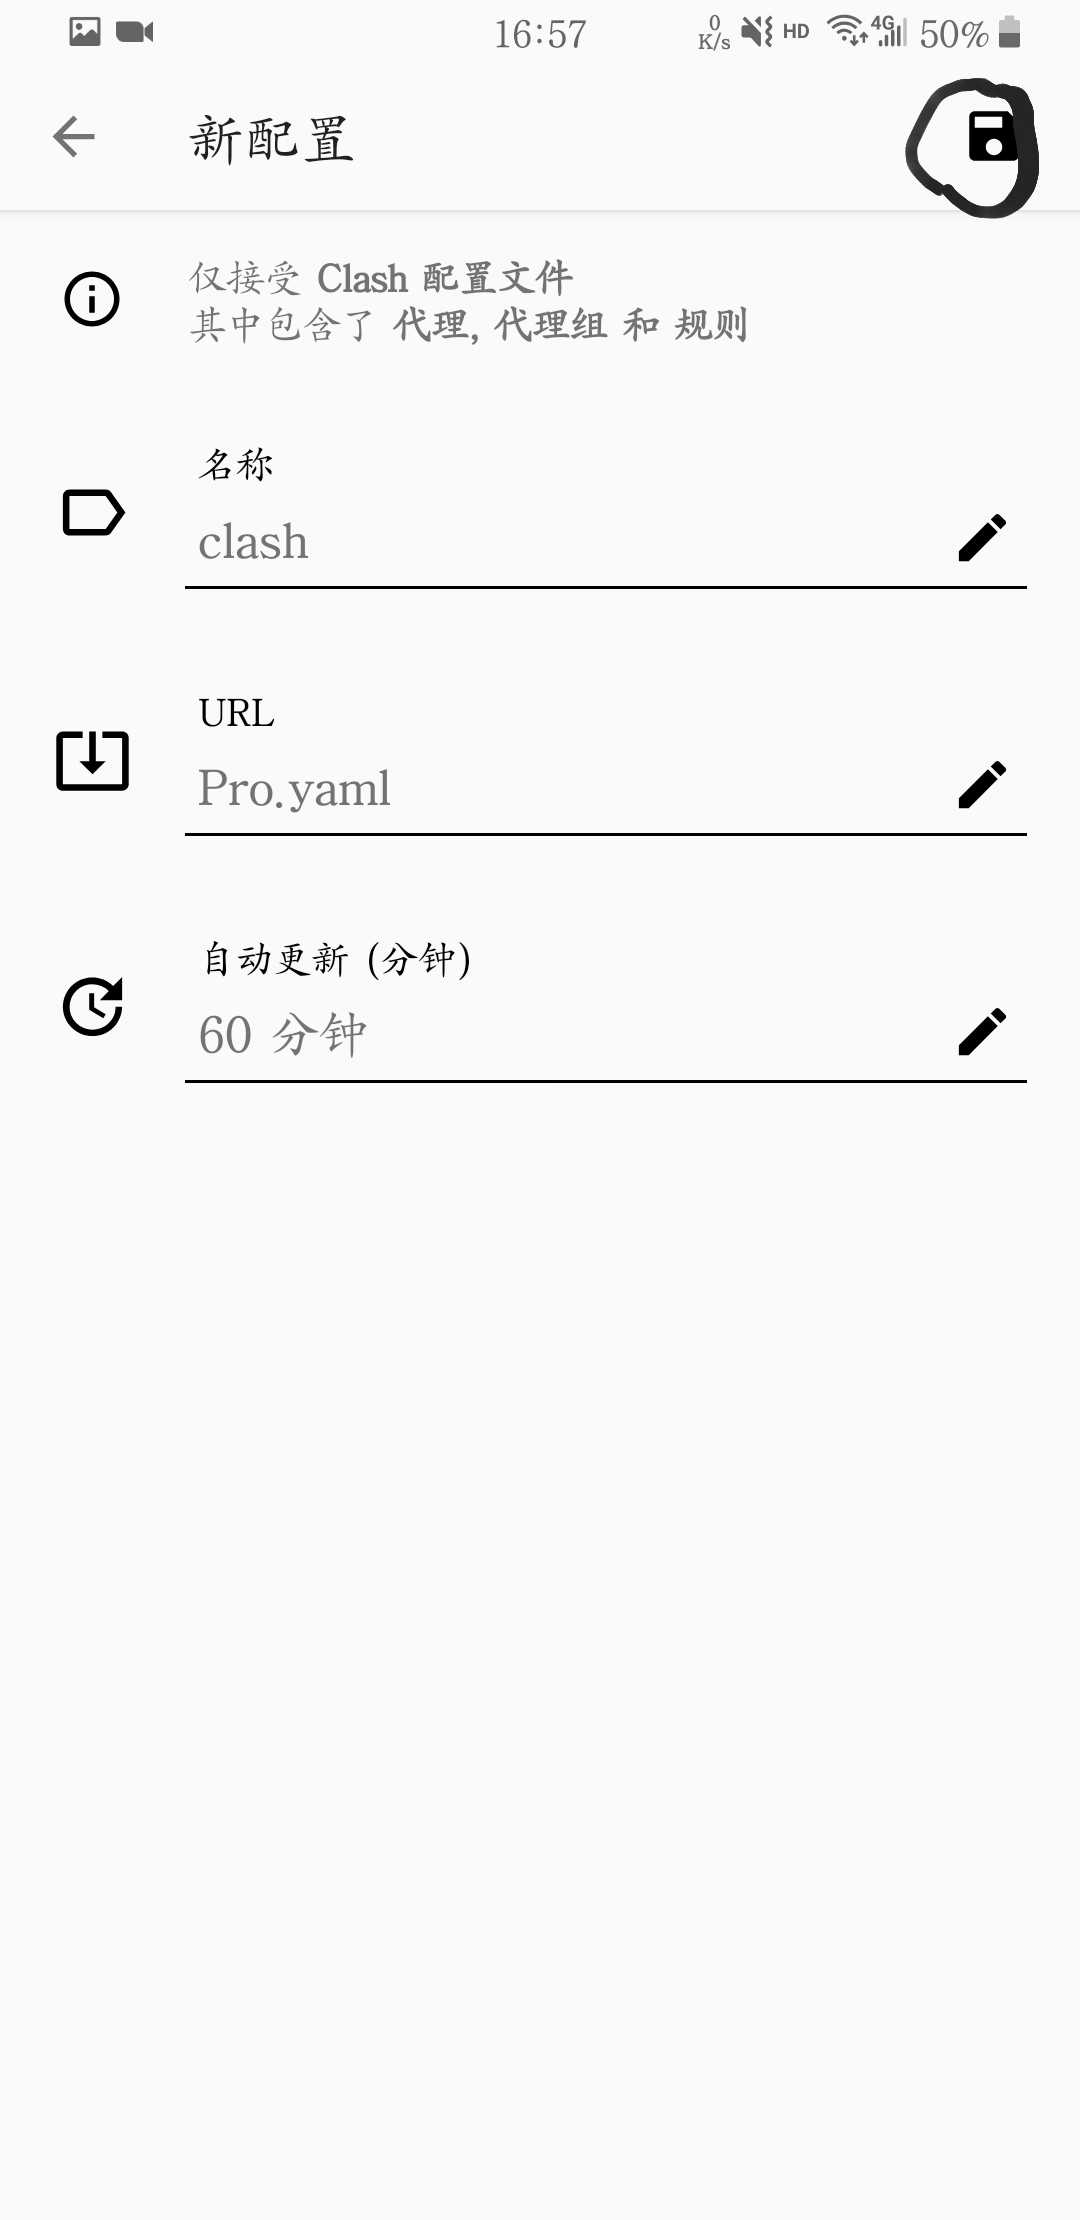 16:57
0
K/s
HD
4G
50%
新配置
仅接受 Clash 配置文件
其中包含了 代理, 代理组 和 规则
名称
clash
URL
Pro.yaml
自动更新 (分钟)
60 分钟